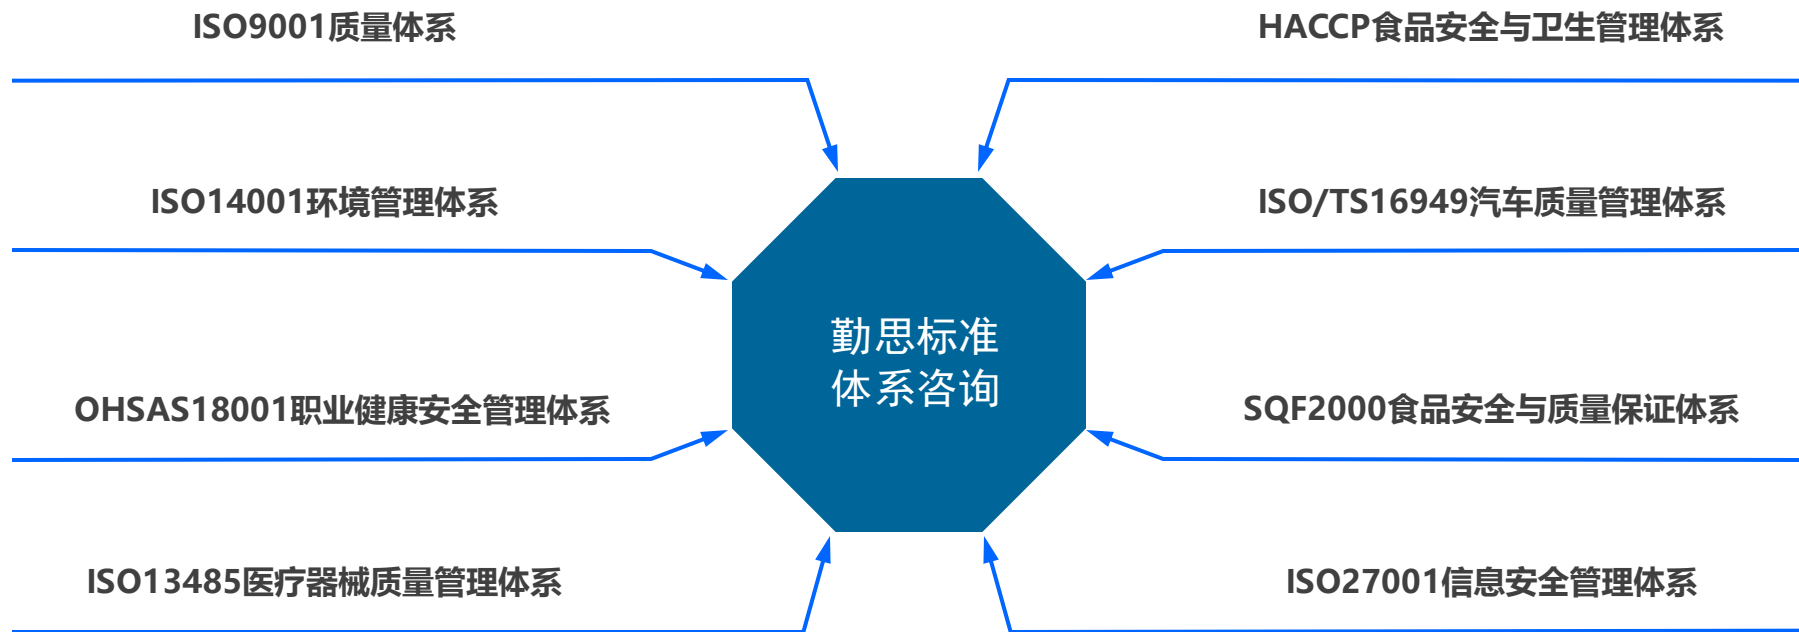 ISO9001质量体系
HACCP食品安全与卫生管理体系
ISO14001环境管理体系
ISO/TS16949汽车质量管理体系
勤思标准
体系咨询
OHSAS18001职业健康安全管理体系
SQF2000食品安全与质量保证体系
ISO13485医疗器械质量管理体系
ISO27001信息安全管理体系